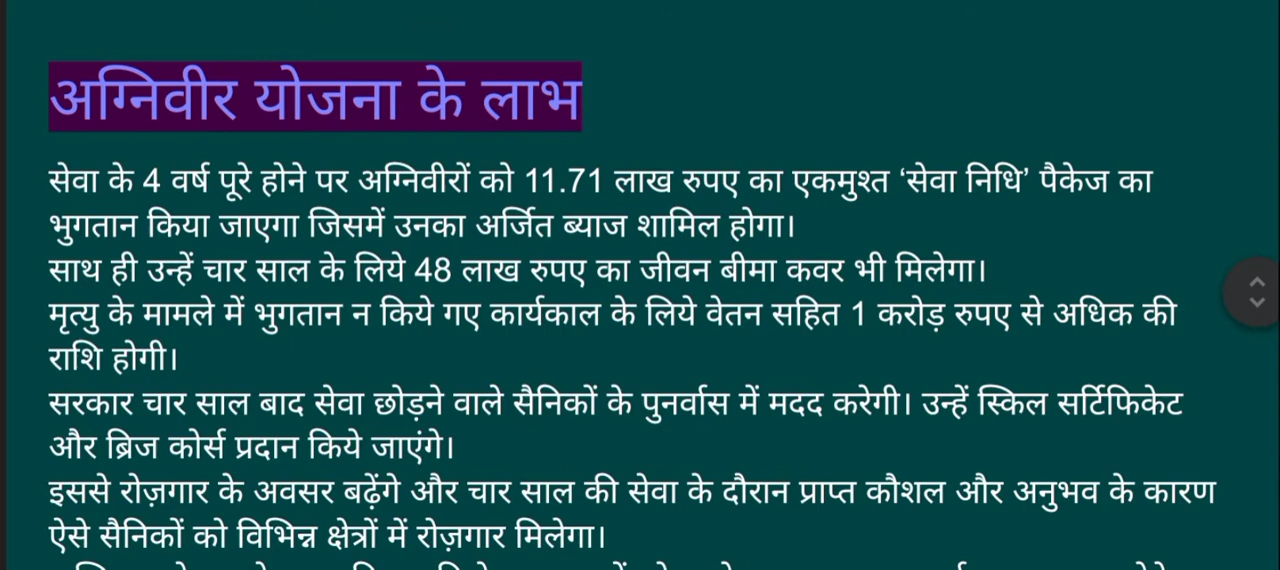 अग्निवीर योजना के लाभ
सेवा के 4 वर्ष पूरे होने पर अग्निवीरों को 11.71 लाख रुपए का एकमुश्त ‘सेवा निधि’ पैकेज का
भुगतान किया जाएगा जिसमें उनका अर्जित ब्याज शामिल होगा।
साथ ही उन्हें चार साल के लिये 48 लाख रुपए का जीवन बीमा कवर भी मिलेगा।
मृत्यु के मामले में भुगतान न किये गए कार्यकाल के लिये वेतन सहित 1 करोड़ रुपए से अधिक की
राशि होगी।
सरकार चार साल बाद सेवा छोड़ने वाले सैनिकों के पुनर्वास में मदद करेगी। उन्हें स्किल सर्टिफिकेट
और ब्रिज कोर्स प्रदान किये जाएंगे।
इससे रोज़गार के अवसर बढ़ेंगे और चार साल की सेवा के दौरान प्राप्त कौशल और अनुभव के कारण
ऐसे सैनिकों को विभिन्न क्षेत्रों में रोज़गार मिलेगा।